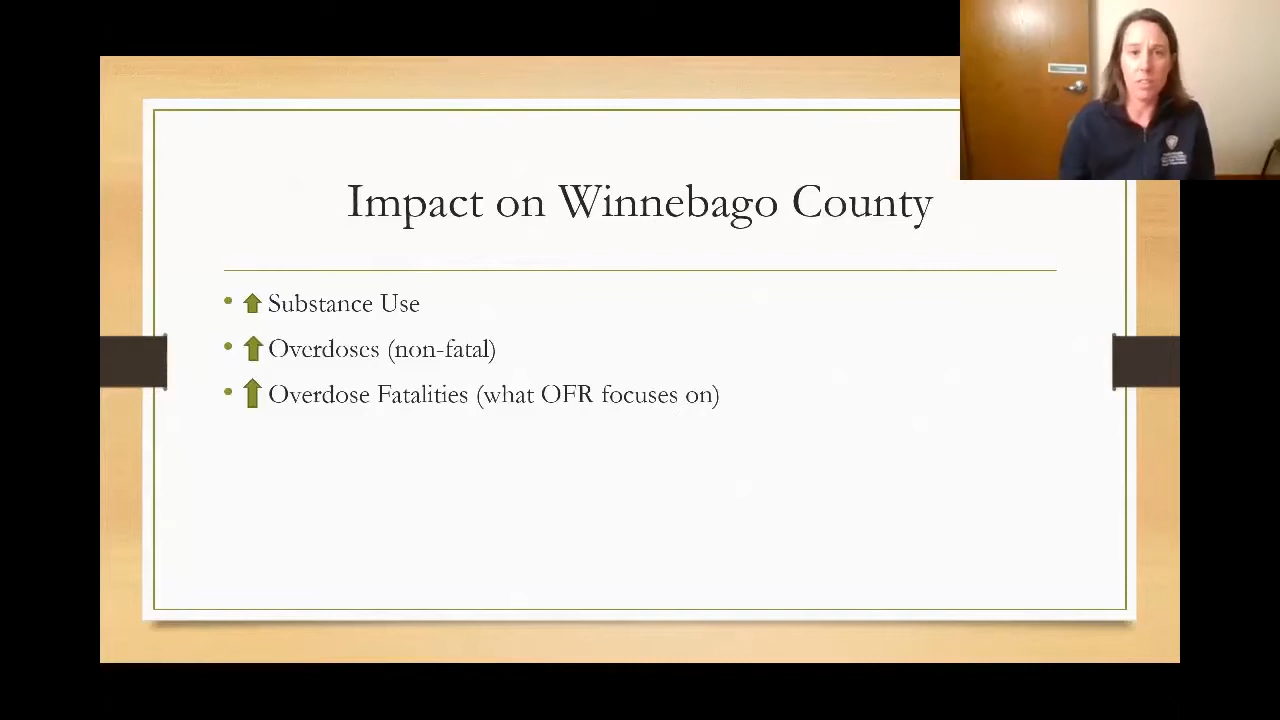 Impact on Winnebago County
Substance Use
Overdoses (non-fatal)
Overdose Fatalities (what OFR focuses on)